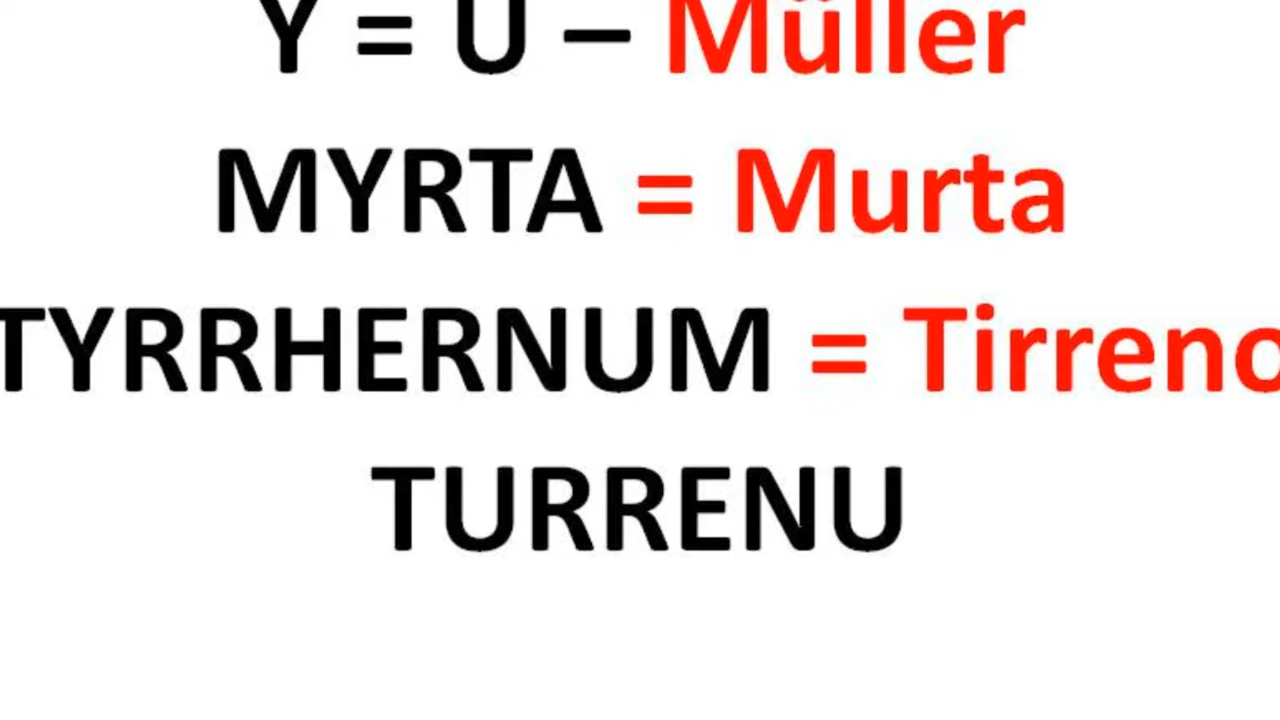 Y = U – Müller
MYRTA = Murta
TYRRHERNUM = Tirreno
TURRENU